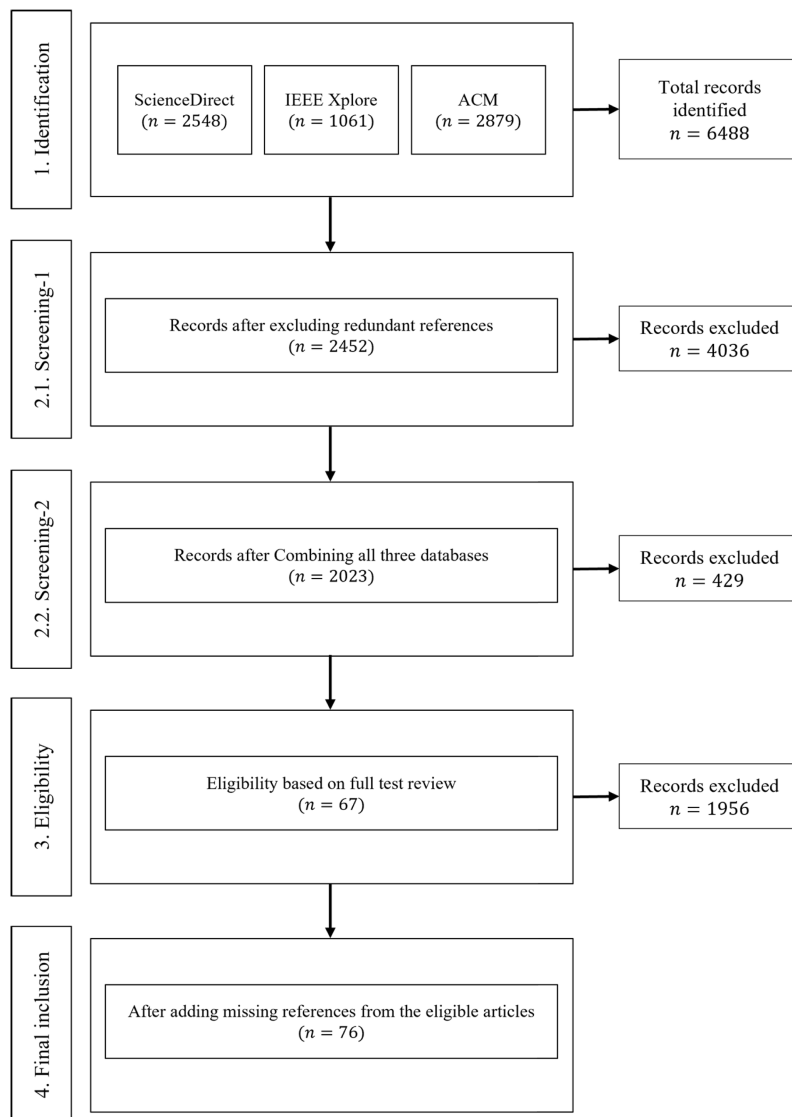 1. Identification
ScienceDirect
(n = 2548)
IEEE Xplore
(n = 1061)
ACM
(n = 2879)
Total records
identified
n = 6488
2.1. Screening-1
Records after excluding redundant references
(n = 2452)
Records excluded
n = 4036
2.2. Screening-2
Records after Combining all three databases
(n = 2023)
Records excluded
n = 429
3. Eligibility
Eligibility based on full test review
(n = 67)
Records excluded
n = 1956
4. Final inclusion
After adding missing references from the eligible articles
(n = 76)